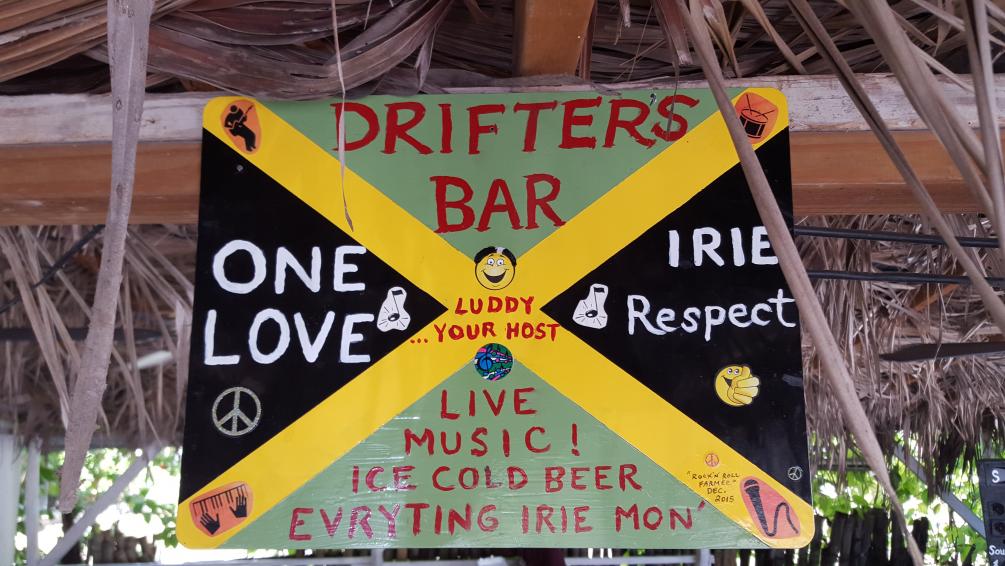 DRIFTERS
BAR
ONE
LOVE
IRIE
Respect
LUDDY
... YOUR HOST
LIVE
MUSIC!
ICE COLD BEER
EVRYTING IRIE MON'
"ROCK'N ROLL
FARMER"
DEC.
2015